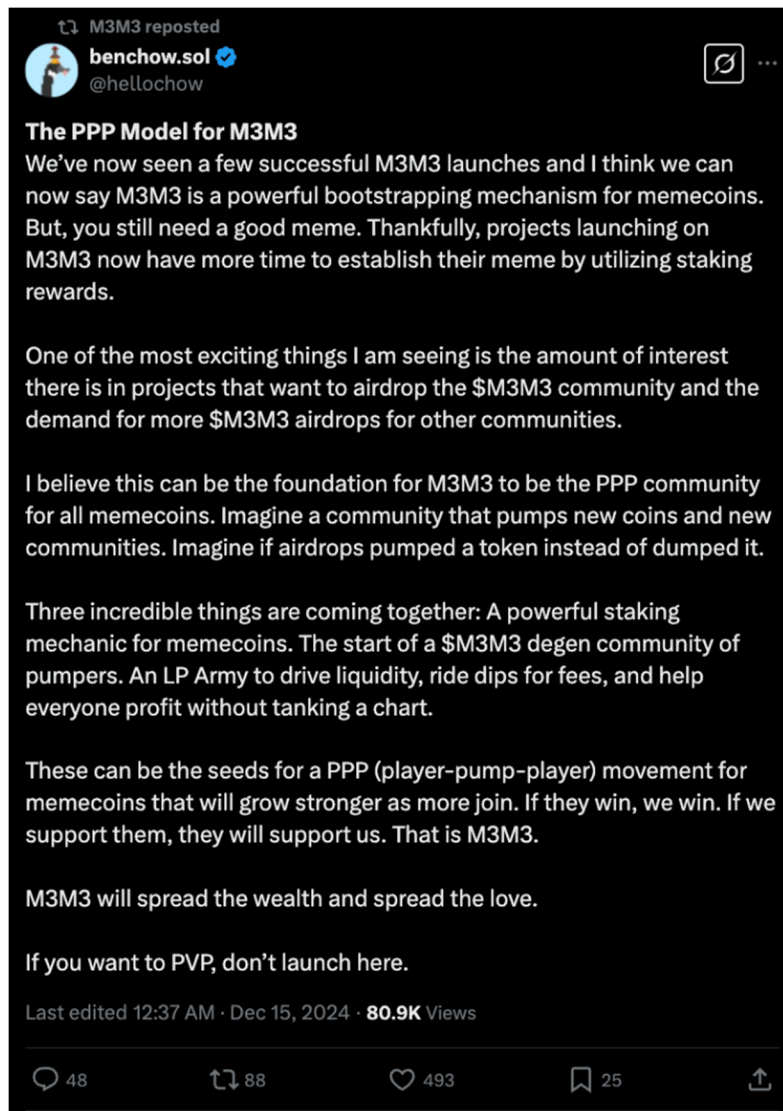 M3M3 reposted
benchow.sol
@hellochow
The PPP Model for M3M3
We’ve now seen a few successful M3M3 launches and I think we can
now say M3M3 is a powerful bootstrapping mechanism for memecoins.
But, you still need a good meme. Thankfully, projects launching on
M3M3 now have more time to establish their meme by utilizing staking
rewards.
One of the most exciting things I am seeing is the amount of interest
there is in projects that want to airdrop the $M3M3 community and the
demand for more $M3M3 airdrops for other communities.
I believe this can be the foundation for M3M3 to be the PPP community
for all memecoins. Imagine a community that pumps new coins and new
communities. Imagine if airdrops pumped a token instead of dumped it.
Three incredible things are coming together: A powerful staking
mechanic for memecoins. The start of a $M3M3 degen community of
pumpers. An LP Army to drive liquidity, ride dips for fees, and help
everyone profit without tanking a chart.
These can be the seeds for a PPP (player-pump-player) movement for
memecoins that will grow stronger as more join. If they win, we win. If we
support them, they will support us. That is M3M3.
M3M3 will spread the wealth and spread the love.
If you want to PVP, don’t launch here.
Last edited 12:37 AM · Dec 15, 2024 · 80.9K Views
48 88 493 25